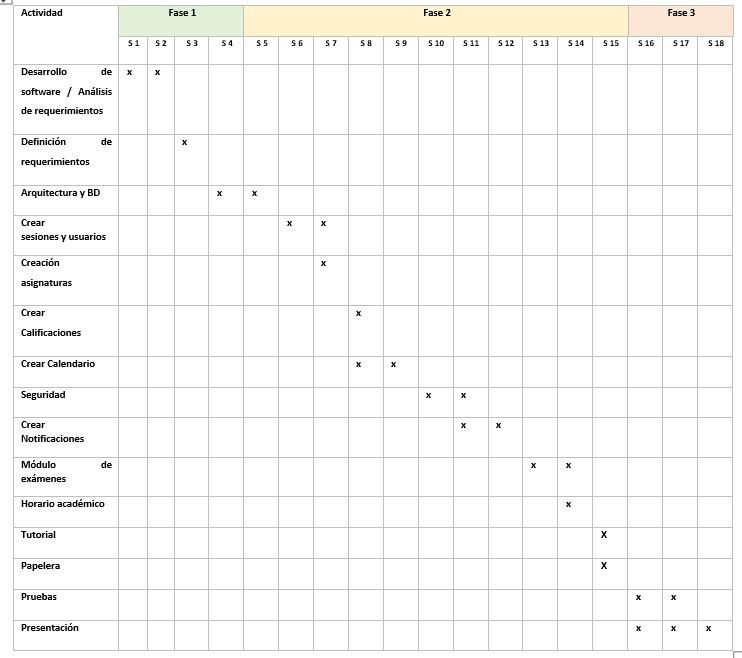 Actividad Fase 1 Fase 2 Fase 3
S 1 S 2 S 3 S 4 S 5 S 6 S 7 S 8 S 9 S 10 S 11 S 12 S 13 S 14 S 15 S 16 S 17 S 18
Desarrollo de x x
software / Análisis
de requerimientos
Definición de x
requerimientos
Arquitectura y BD x x
Crear x x
sesiones y usuarios
Creación x
asignaturas
Crear x
Calificaciones
Crear Calendario x x
Seguridad x x
Crear x x
Notificaciones
Módulo de x x
exámenes
Horario académico x
Tutorial X
Papelera X
Pruebas x x
Presentación x x x